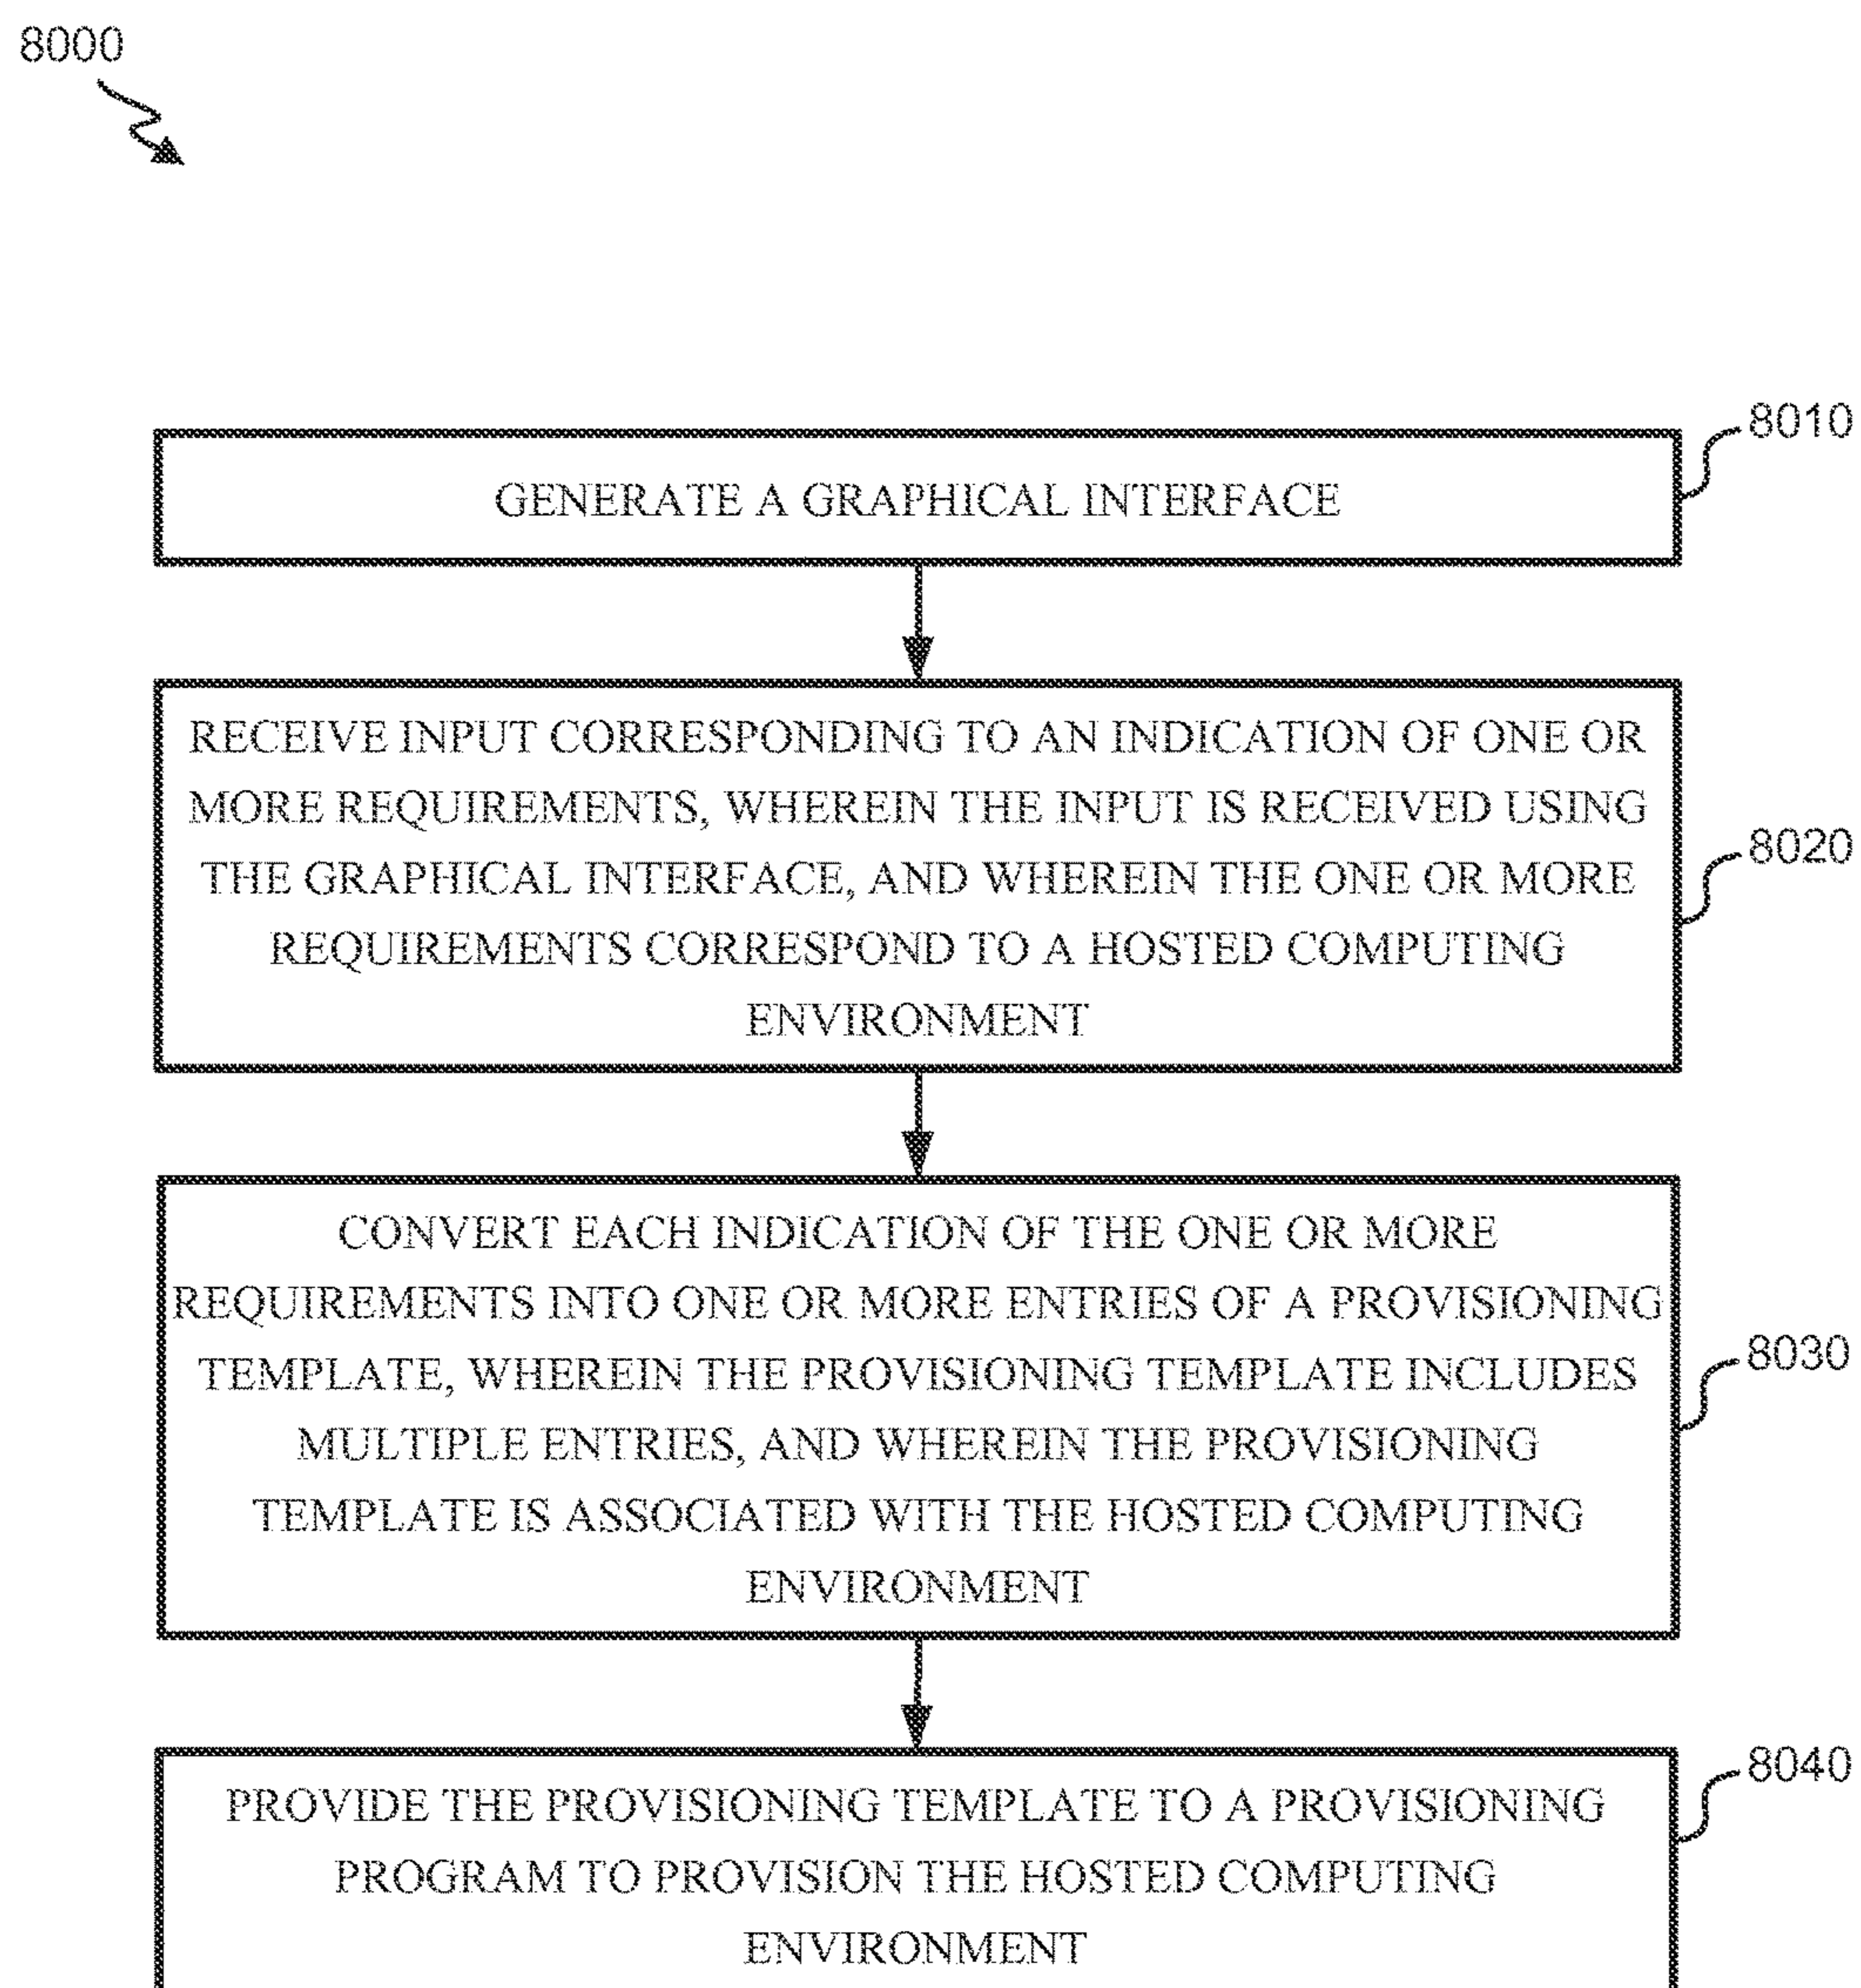 8000
8010
GENERATE A GRAPHICAL INTERFACE
RECEIVE INPUT CORRESPONDING TO AN INDICATION OF ONE OR
MORE REQUIREMENTS, WHEREIN THE INPUT IS RECEIVED USING
8020
THE GRAPHICAL INTERFACE, AND WHEREIN THE ONE OR MORE
REQUIREMENTS CORRESPOND TO A HOSTED COMPUTING
ENVIRONMENT
CONVERT EACH INDICATION OF THE ONE OR MORE
REQUIREMENTS INTO ONE OR MORE ENTRIES OF A PROVISIONING
8030
TEMPLATE, WHEREIN THE PROVISIONING TEMPLATE INCLUDES
MULTIPLE ENTRIES, AND WHEREIN THE PROVISIONING
TEMPLATE IS ASSOCIATED WITH THE HOSTED COMPUTING
ENVIRONMENT
8040
PROVIDE THE PROVISIONING TEMPLATE TO A PROVISIONING
PROGRAM TO PROVISION THE HOSTED COMPUTING
ENVIRONMENT